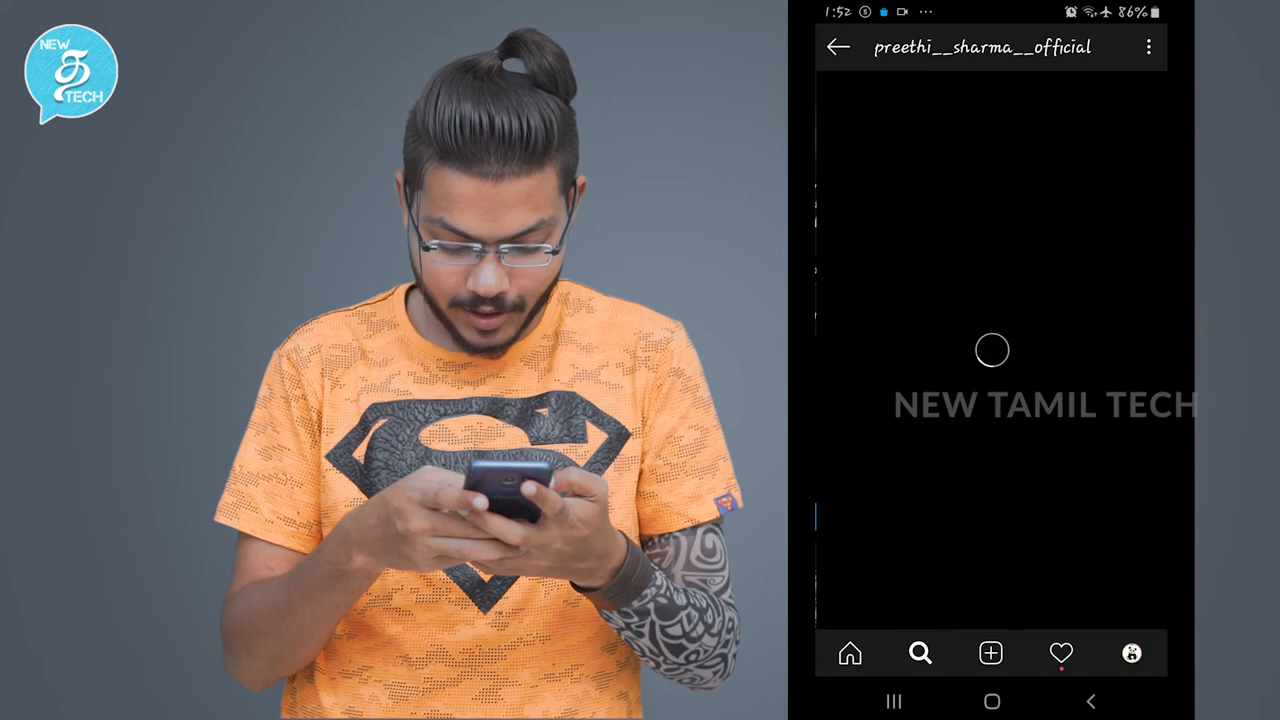 NEW
த
TECH
1:52 86%
preethi__sharma__official
NEW TAMIL TECH